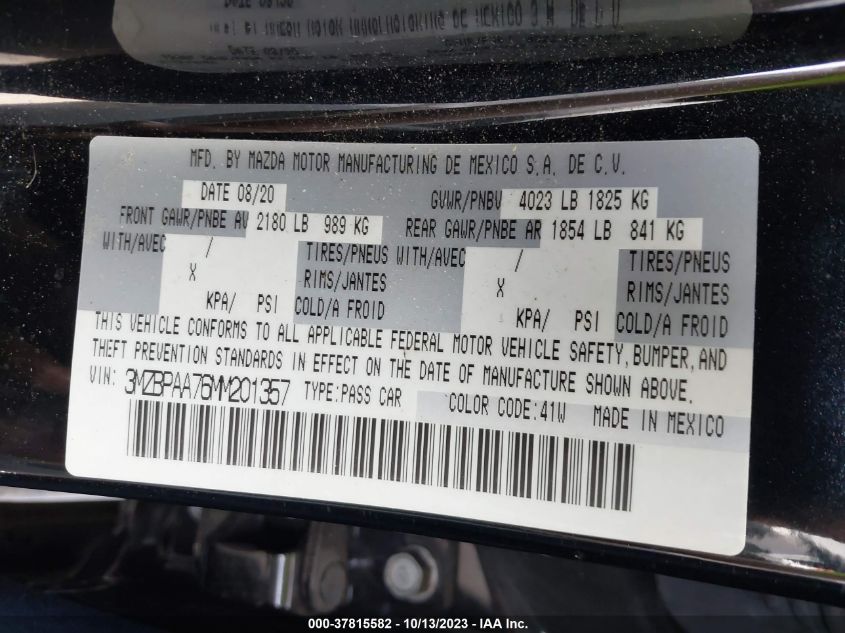 MFD. BY MAZDA MOTOR MANUFACTURING DE MEXICO S.A. DE C.V.
DATE 08/20 GVWR/PNBV 4023 LB 1825 KG
FRONT GAWR/PNBE AV 2180 LB 989 KG REAR GAWR/PNBE AR 1854 LB 841 KG
WITH/AVEC / TIRES/PNEUS WITH/AVEC / TIRES/PNEUS
X RIMS/JANTES X RIMS/JANTES
KPA/ PSI COLD/A FROID KPA/ PSI COLD/A FROID
THIS VEHICLE CONFORMS TO ALL APPLICABLE FEDERAL MOTOR VEHICLE SAFETY, BUMPER, AND
THEFT PREVENTION STANDARDS IN EFFECT ON THE DATE OF MANUFACTURE SHOWN ABOVE.
VIN: 3MZBPAA76MM201357 TYPE:PASS CAR COLOR CODE:41W MADE IN MEXICO
000-37815582 - 10/13/2023 - IAA Inc.